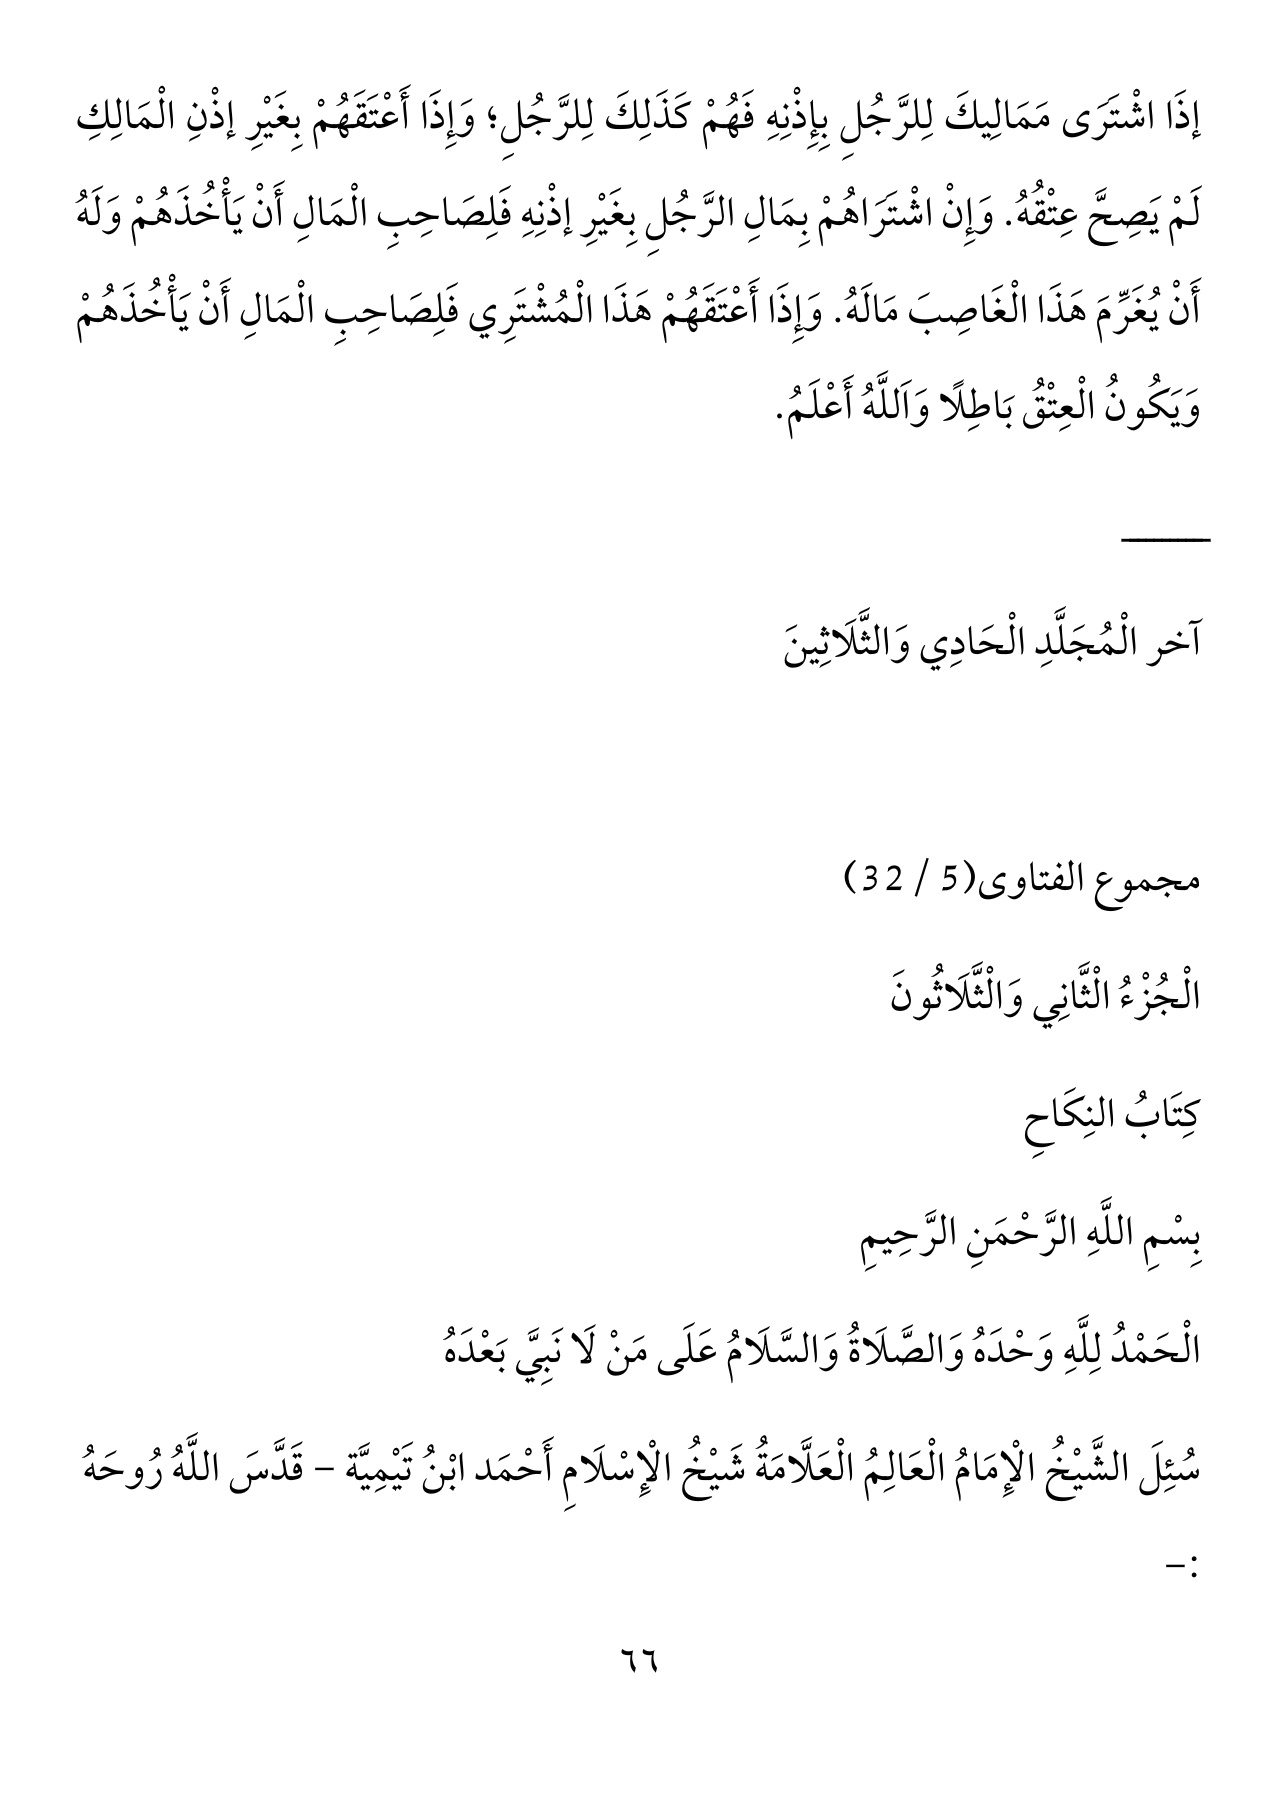 إذَا اشْتَرَى مَمَالِيكَ لِلرَّجُلِ بِإِذْنِهِ فَهُمْ كَذَلِكَ لِلرَّجُلِ؛ وَإِذَا أَعْتَقَهُمْ بِغَيْرِ إذْنِ الْمَالِكِ
لَمْ يَصِحَّ عِتْقُهُ. وَإِنْ اشْتَرَاهُمْ بِمَالِ الرَّجُلِ بِغَيْرِ إذْنِهِ فَلِصَاحِبِ الْمَالِ أَنْ يَأْخُذَهُمْ وَلَهُ
أَنْ يُغَرِّمَ هَذَا الْغَاصِبَ مَالَهُ. وَإِذَا أَعْتَقَهُمْ هَذَا الْمُشْتَرِي فَلِصَاحِبِ الْمَالِ أَنْ يَأْخُذَهُمْ
وَيَكُونُ الْعِتْقُ بَاطِلًا وَاَللَّهُ أَعْلَمُ.
آخر الْمُجَلَّدِ الْحَادِي وَالثَّلَاثِينَ
مجموع الفتاوى(5 / 32)
الْجُزْءُ الْثَّانِي وَالْثَّلَاثُونَ
كِتَابُ النِكَاحِ
بِسْمِ اللَّهِ الرَّحْمَنِ الرَّحِيمِ
الْحَمْدُ لِلَّهِ وَحْدَهُ وَالصَّلَاةُ وَالسَّلَامُ عَلَى مَنْ لَا نَبِيَّ بَعْدَهُ
سُئِلَ الشَّيْخُ الْإِمَامُ الْعَالِمُ الْعَلَّامَةُ شَيْخُ الْإِسْلَامِ أَحْمَد ابْنُ تَيْمِيَّة – قَدَّسَ اللَّهُ رُوحَهُ
:–
٦٦